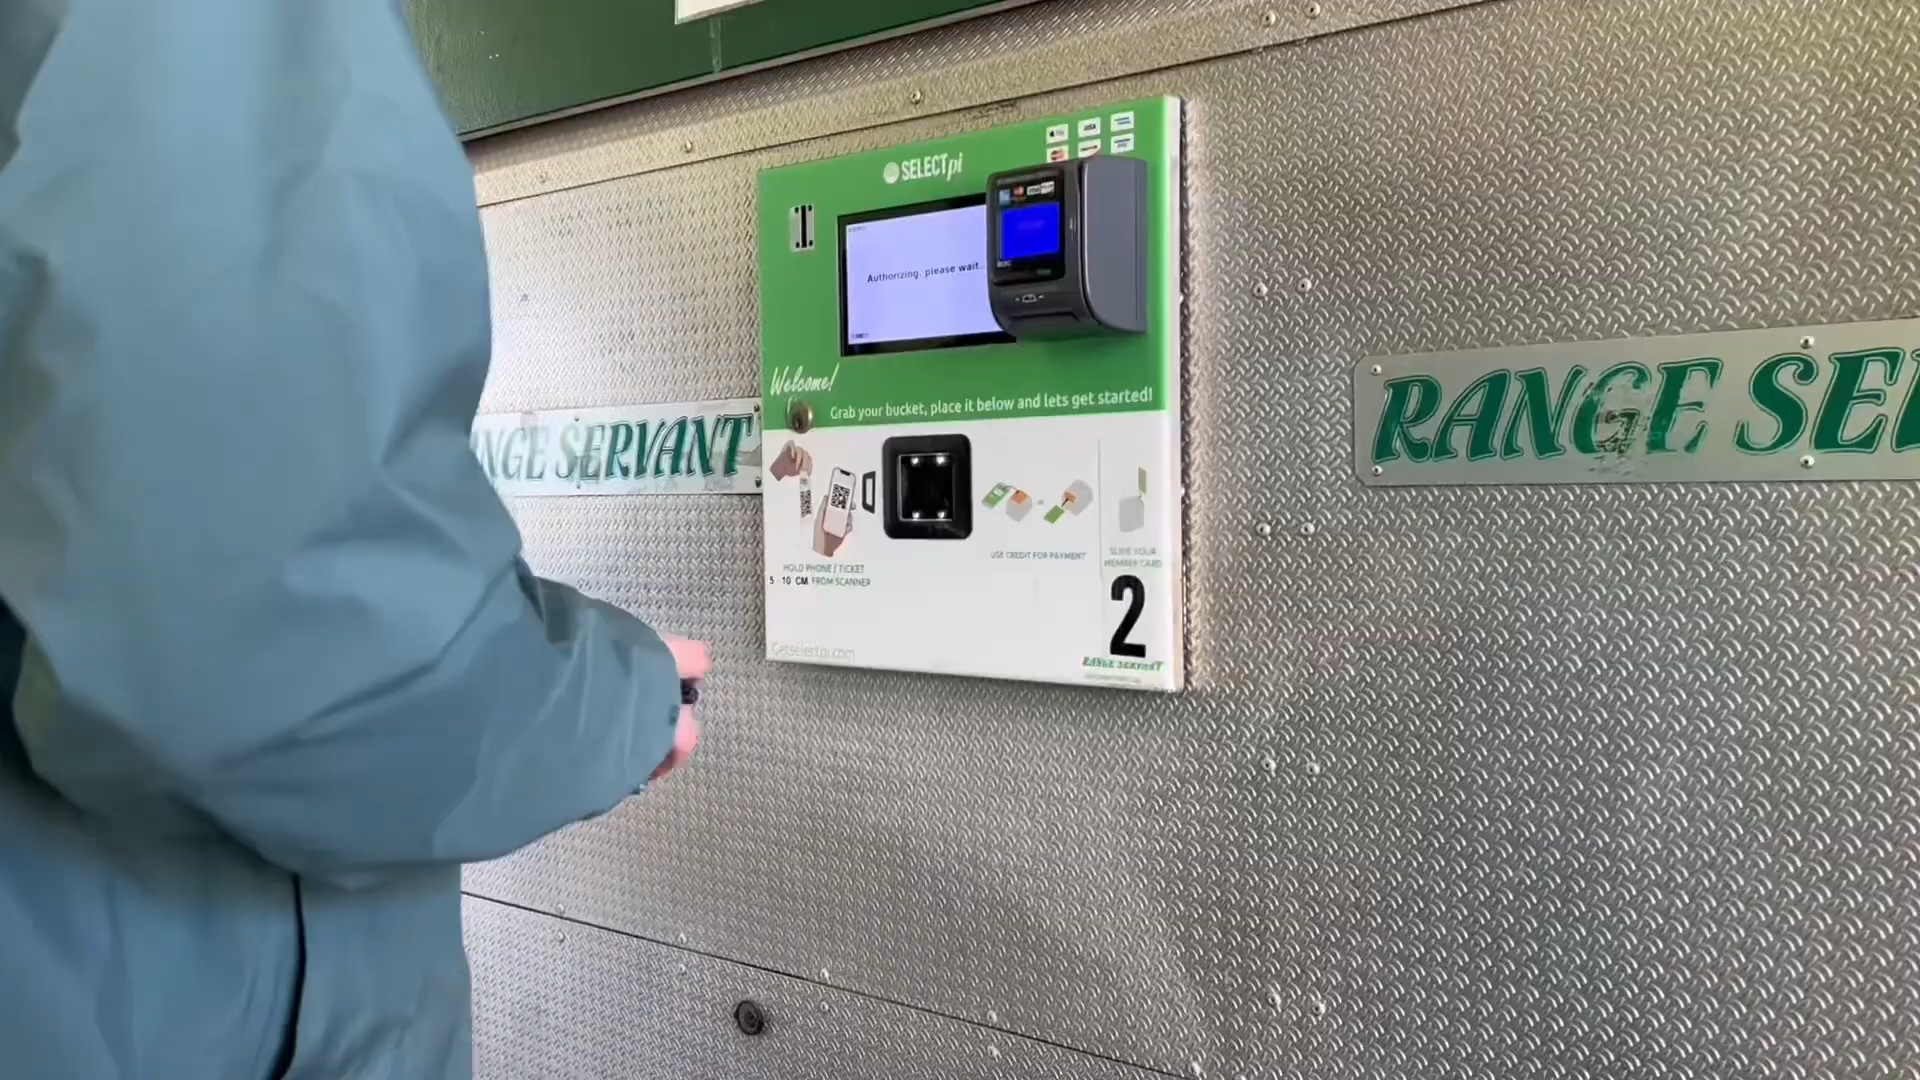 SELECTpi
VISA
Authorizing, please wait...
Welcome!
Grab your bucket, place it below and lets get started!
NGE SERVANT
RANGE SE
HOLD PHONE / TICKET
5 - 10 CM FROM SCANNER
USE CREDIT FOR PAYMENT
SLIDE YOUR
MEMBER CARD
2
Getselectpi.com
RANGE SERVANT